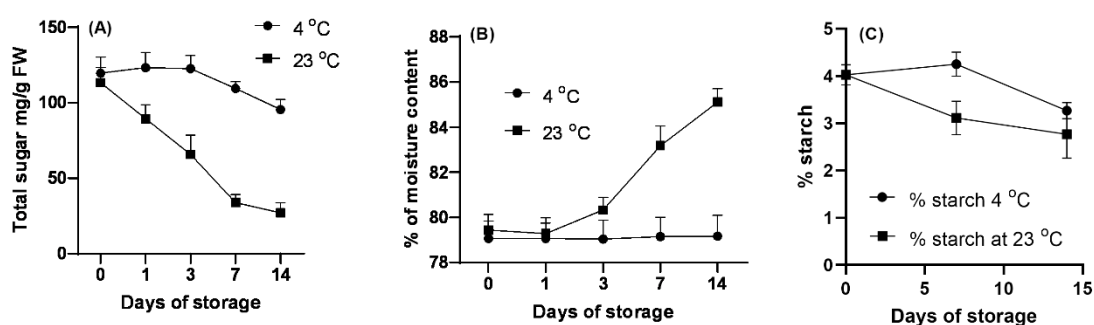 (A)
4 °C
23 °C
Total sugar mg/g FW
150
100
50
0
0 1 3 7 14
Days of storage
(B)
4 °C
23 °C
% of moisture content
88
86
84
82
80
78
0 1 3 7 14
Days of storage
(C)
% starch
5
4
3
2
1
0
% starch 4 °C
% starch at 23 °C
0 5 10 15
Days of storage